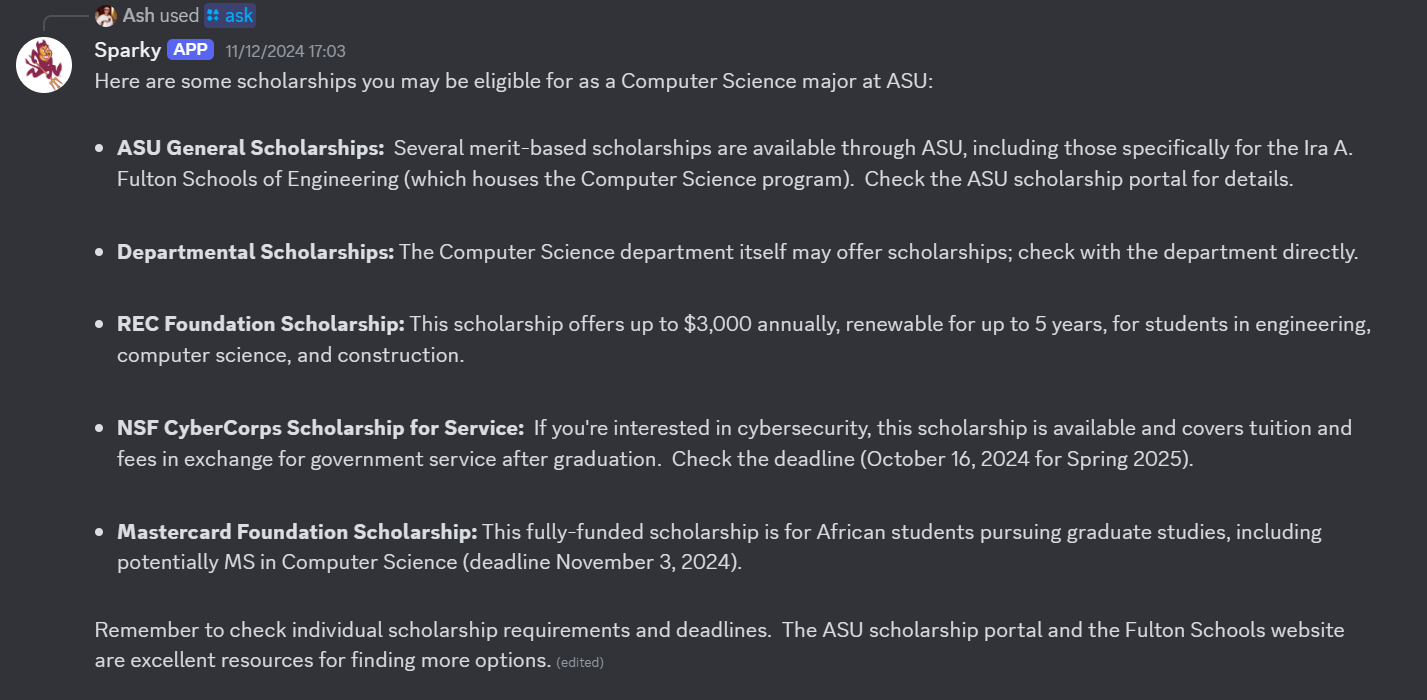 Ash used ask
Sparky APP 11/12/2024 17:03
Here are some scholarships you may be eligible for as a Computer Science major at ASU:
• ASU General Scholarships:  Several merit-based scholarships are available through ASU, including those specifically for the Ira A.
Fulton Schools of Engineering (which houses the Computer Science program).  Check the ASU scholarship portal for details.
• Departmental Scholarships: The Computer Science department itself may offer scholarships; check with the department directly.
• REC Foundation Scholarship: This scholarship offers up to $3,000 annually, renewable for up to 5 years, for students in engineering,
computer science, and construction.
• NSF CyberCorps Scholarship for Service:  If you're interested in cybersecurity, this scholarship is available and covers tuition and
fees in exchange for government service after graduation.  Check the deadline (October 16, 2024 for Spring 2025).
• Mastercard Foundation Scholarship: This fully-funded scholarship is for African students pursuing graduate studies, including
potentially MS in Computer Science (deadline November 3, 2024).
Remember to check individual scholarship requirements and deadlines.  The ASU scholarship portal and the Fulton Schools website
are excellent resources for finding more options. (edited)